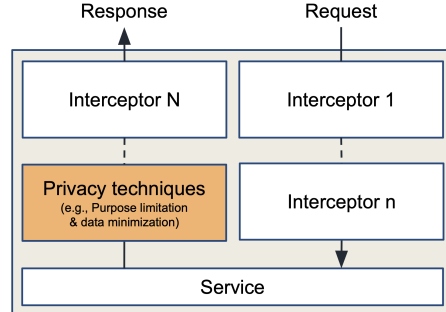 Response
Request
Interceptor N
Interceptor 1
Privacy techniques
(e.g., Purpose limitation
& data minimization)
Interceptor n
Service